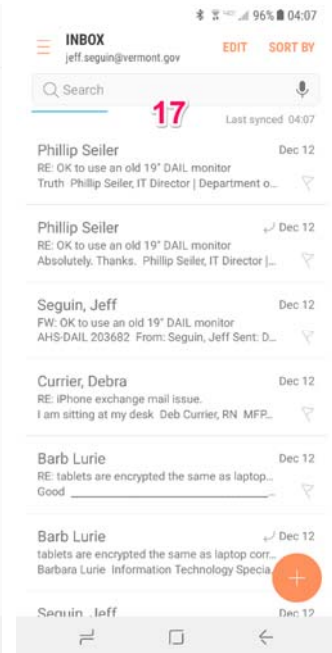 96% 04:07
INBOX
jeff.seguin@vermont.gov
EDIT SORT BY
Search
17
Last synced 04:07
Phillip Seiler Dec 12
RE: OK to use an old 19" DAIL monitor
Truth Phillip Seiler, IT Director | Department o...
Phillip Seiler Dec 12
RE: OK to use an old 19" DAIL monitor
Absolutely. Thanks. Phillip Seiler, IT Director |...
Seguin, Jeff Dec 12
FW: OK to use an old 19" DAIL monitor
AHS-DAIL 203682 From: Seguin, Jeff Sent: D...
Currier, Debra Dec 12
RE: iPhone exchange mail issue.
I am sitting at my desk Deb Currier, RN MFP...
Barb Lurie Dec 12
RE: tablets are encrypted the same as laptop...
Good ___________________________...
Barb Lurie Dec 12
tablets are encrypted the same as laptop corr...
Barbara Lurie Information Technology Specia
Seguin, Jeff Dec 12